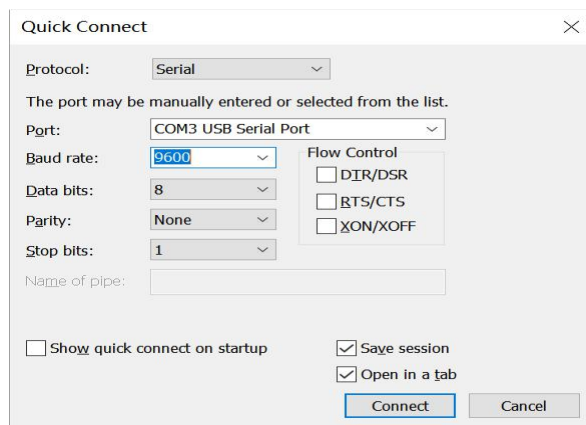 Quick Connect
Protocol: Serial
The port may be manually entered or selected from the list.
Port: COM3 USB Serial Port
Baud rate: 9600
Flow Control
DTR/DSR
Data bits: 8
RTS/CTS
Parity: None
XON/XOFF
Stop bits: 1
Name of pipe:
Show quick connect on startup
Save session
Open in a tab
Connect
Cancel